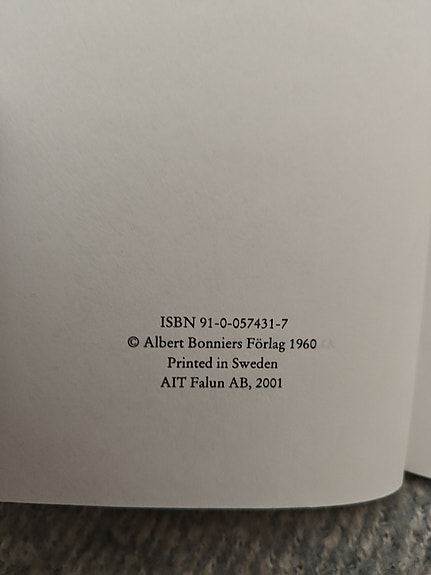 ISBN 91-0-057431-7
© Albert Bonniers Förlag 1960
Printed in Sweden
AIT Falun AB, 2001